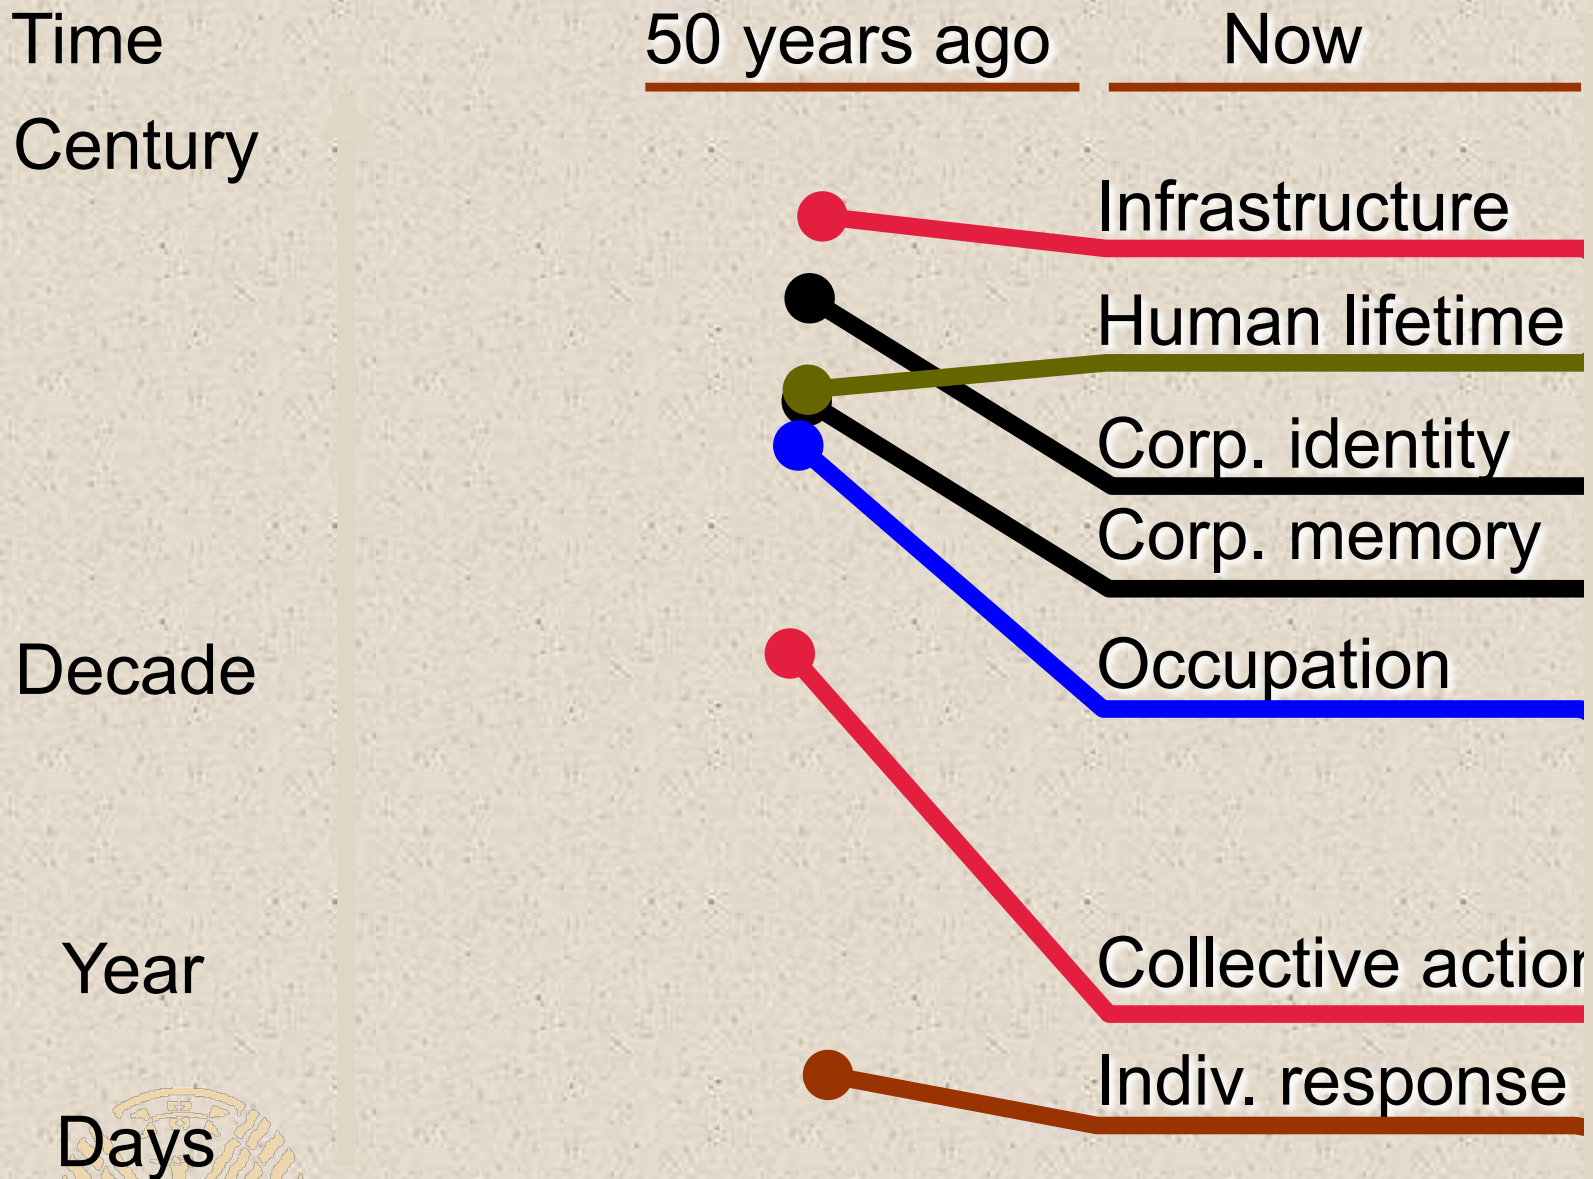 Time 50 years ago Now
Century
Infrastructure
Human lifetime
Corp. identity
Corp. memory
Decade
Occupation
Year
Collective action
Indiv. response
Days